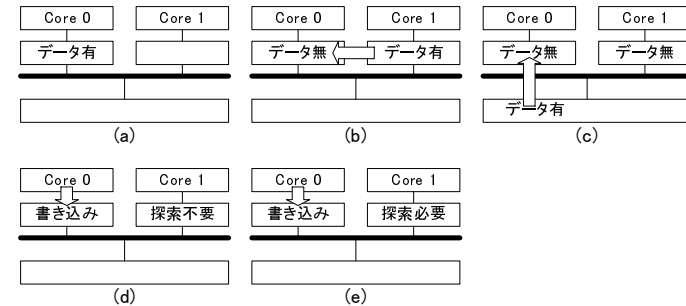 Core 0 Core 1 Core 0 Core 1 Core 0 Core 1
データ有 データ無 データ有 データ無 データ無
データ有
(a) (b) (c)
Core 0 Core 1 Core 0 Core 1
書き込み 探索不要 書き込み 探索必要
(d) (e)